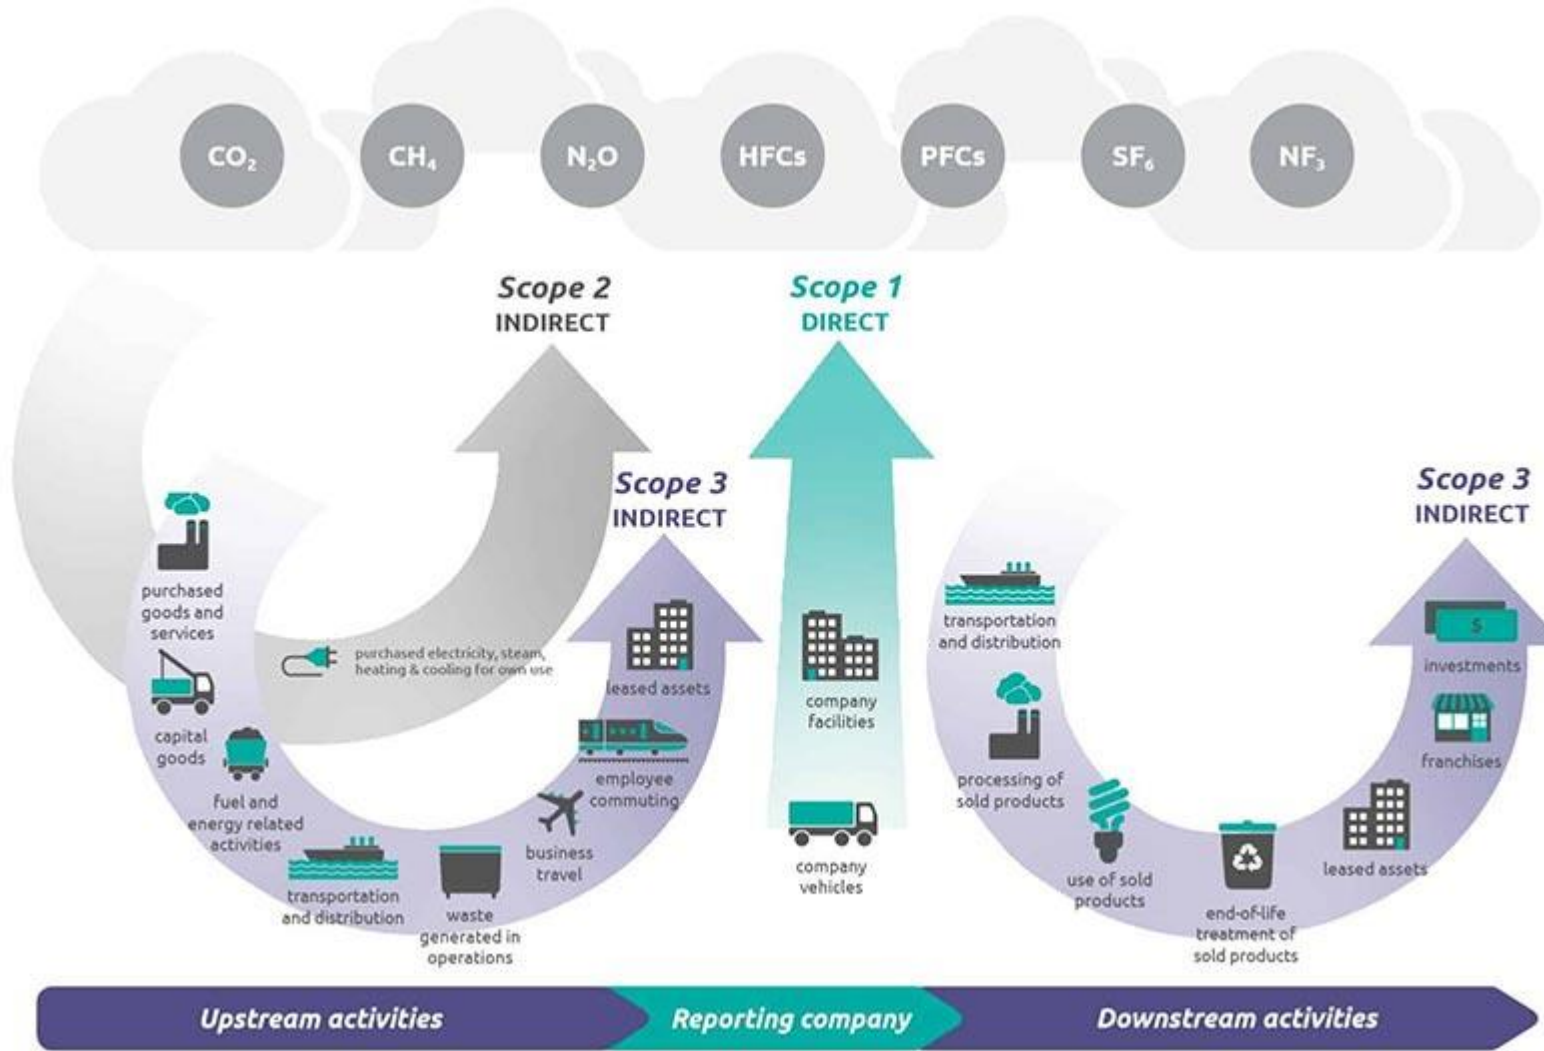 CO₂
CH₄
N₂O
HFCs
PFCs
SF₆
NF₃
Scope 2
INDIRECT
Scope 1
DIRECT
Scope 3
INDIRECT
Scope 3
INDIRECT
purchased
goods and
services
capital
goods
fuel and
energy related
activities
transportation
and distribution
waste
generated in
operations
business
travel
employee
commuting
leased assets
purchased electricity, steam,
heating & cooling for own use
company
facilities
company
vehicles
transportation
and distribution
processing of
sold products
use of sold
products
end-of-life
treatment of
sold products
leased assets
franchises
$
investments
Upstream activities
Reporting company
Downstream activities